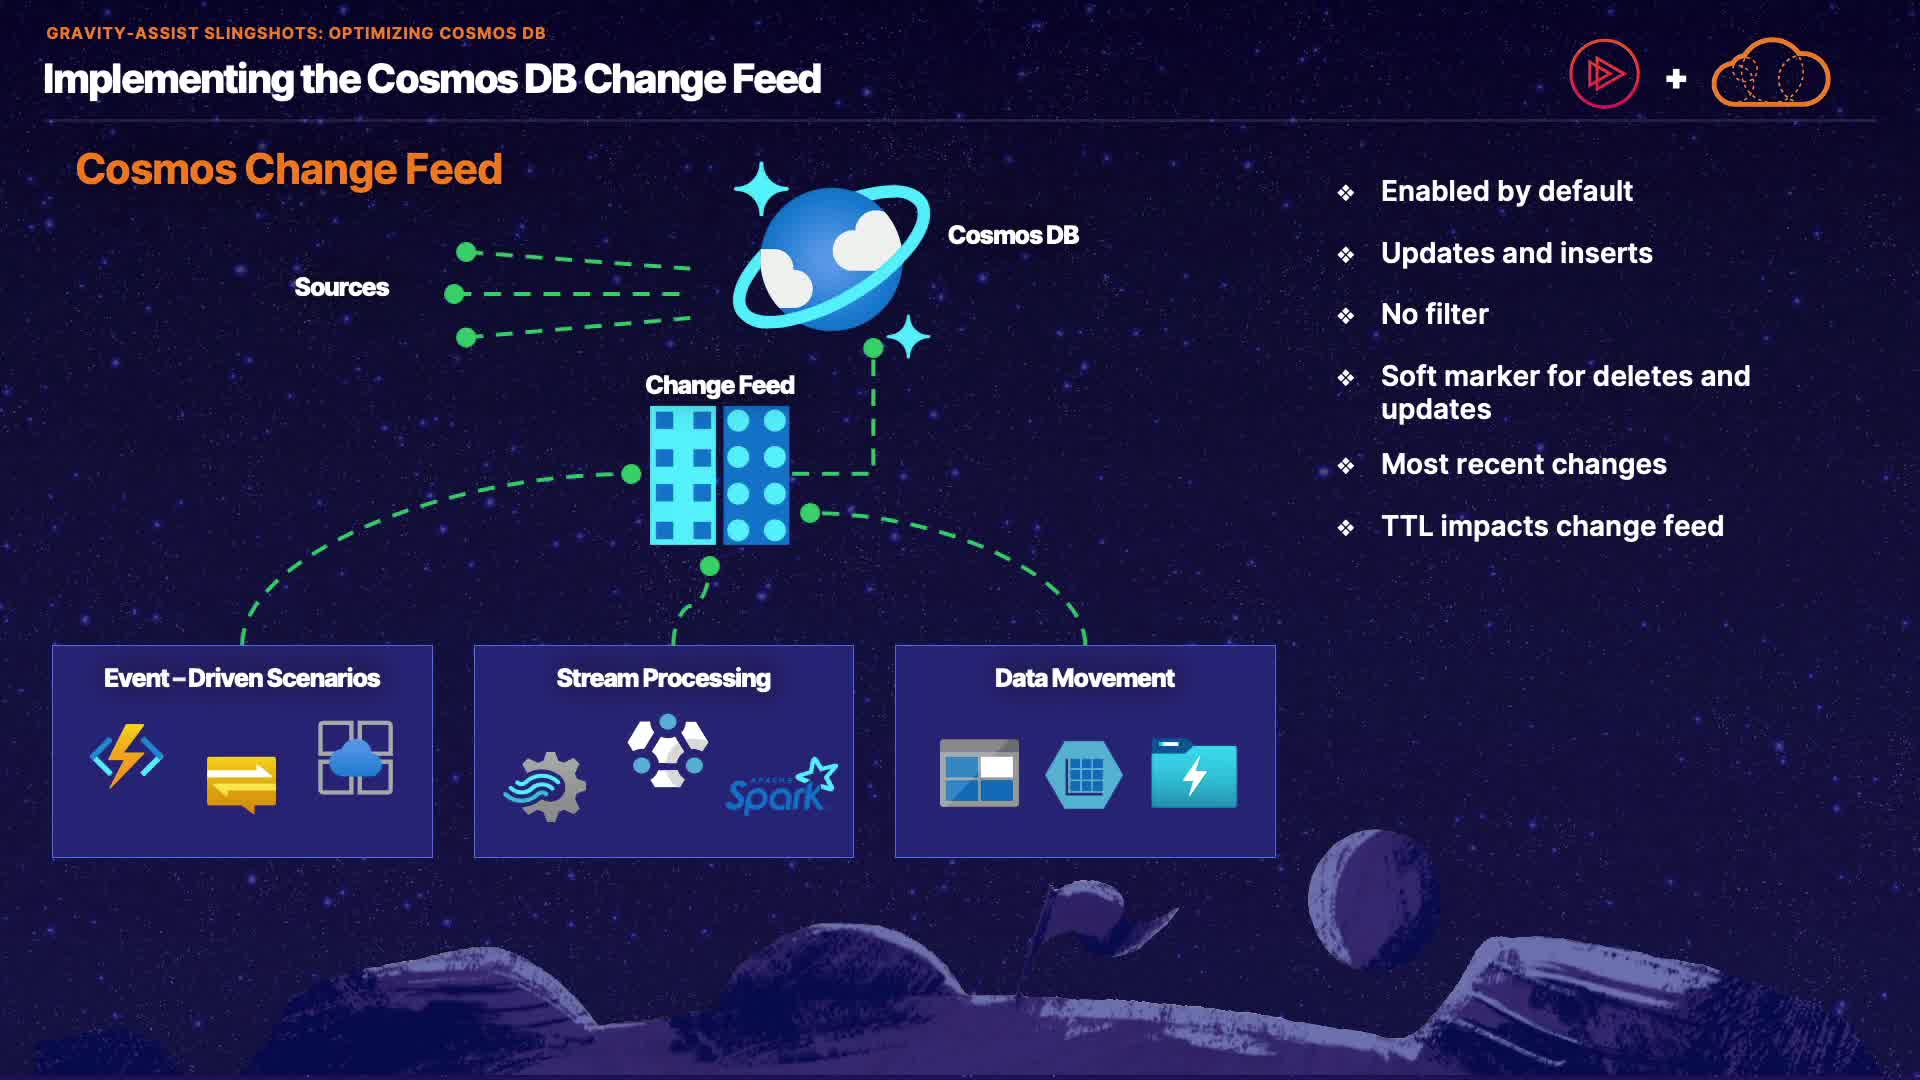 GRAVITY-ASSIST SLINGSHOTS: OPTIMIZING COSMOS DB
Implementing the Cosmos DB Change Feed
+
Cosmos Change Feed
Cosmos DB
Sources
Change Feed
❖ Enabled by default
❖ Updates and inserts
❖ No filter
❖ Soft marker for deletes and
updates
❖ Most recent changes
❖ TTL impacts change feed
Event – Driven Scenarios
Stream Processing
APACHE
Spark
Data Movement